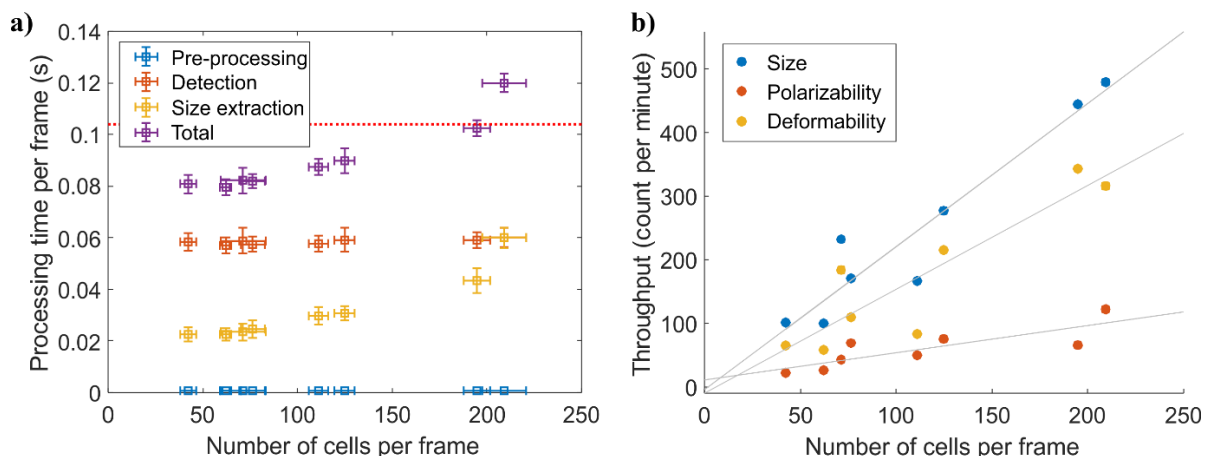 a)
Processing time per frame (s)
0.14
0.12
0.1
0.08
0.06
0.04
0.02
0
Pre-processing
Detection
Size extraction
Total
0 50 100 150 200 250
Number of cells per frame
b)
Throughput (count per minute)
500
400
300
200
100
0
Size
Polarizability
Deformability
0 50 100 150 200 250
Number of cells per frame